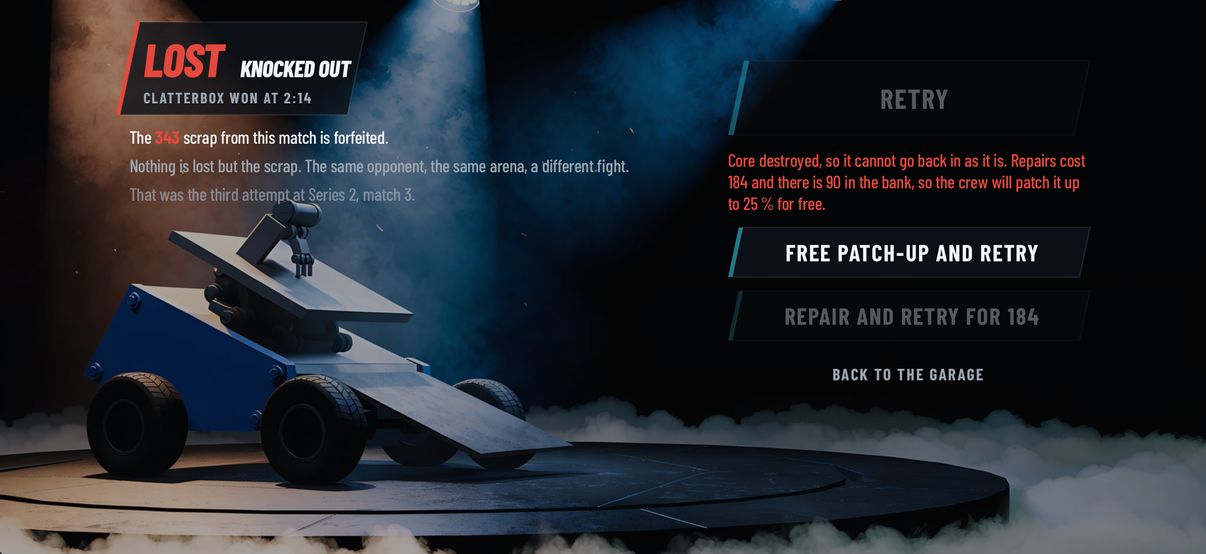 LOST KNOCKED OUT
CLATTERBOX WON AT 2:14
The 343 scrap from this match is forfeited.
Nothing is lost but the scrap. The same opponent, the same arena, a different fight.
That was the third attempt at Series 2, match 3.
RETRY
Core destroyed, so it cannot go back in as it is. Repairs cost
184 and there is 90 in the bank, so the crew will patch it up
to 25 % for free.
FREE PATCH-UP AND RETRY
REPAIR AND RETRY FOR 184
BACK TO THE GARAGE